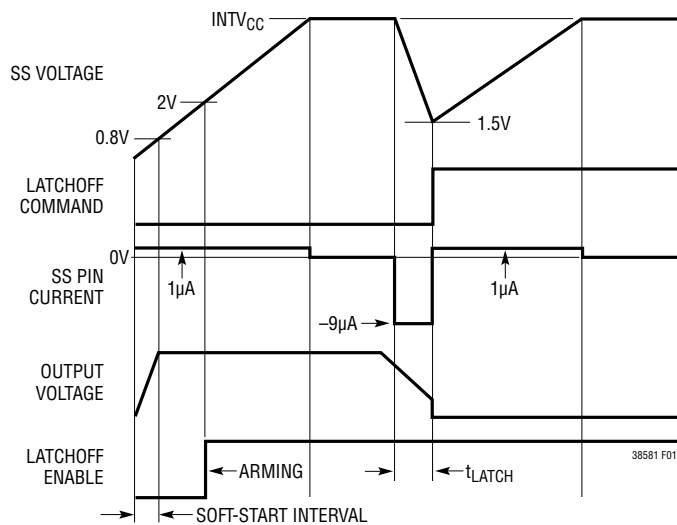 INTVCC
SS VOLTAGE
2V
0.8V
1.5V
LATCHOFF
COMMAND
0V
SS PIN
CURRENT
1µA
1µA
–9µA
OUTPUT
VOLTAGE
LATCHOFF
ENABLE
ARMING
tLATCH
38581 F01
SOFT-START INTERVAL